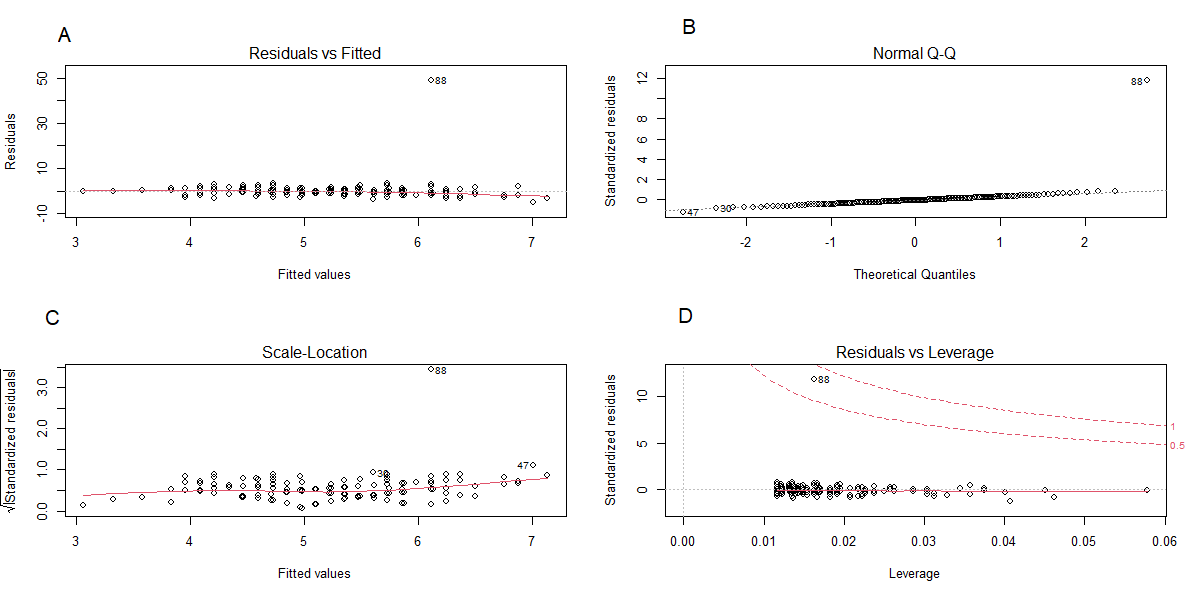 A
Residuals vs Fitted
Residuals
50
30
10
-10
88
3 4 5 6 7
Fitted values
B
Normal Q-Q
Standardized residuals
12
8
6
4
2
0
88
47
30
-2 -1 0 1 2
Theoretical Quantiles
C
Scale-Location
√|Standardized residuals|
3.0
2.0
1.0
0.0
88
30
47
3 4 5 6 7
Fitted values
D
Residuals vs Leverage
Standardized residuals
10
5
0
88
1
0.5
0.00 0.01 0.02 0.03 0.04 0.05 0.06
Leverage